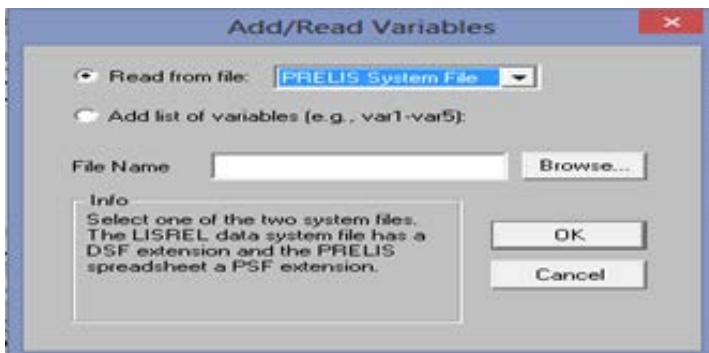 Add/Read Variables
Read from file: PRELIS System File
Add list of variables (e.g., var1-var5):
File Name Browse...
Info
Select one of the two system files.
The LISREL data system file has a
DSF extension and the PRELIS
spreadsheet a PSF extension.
OK
Cancel